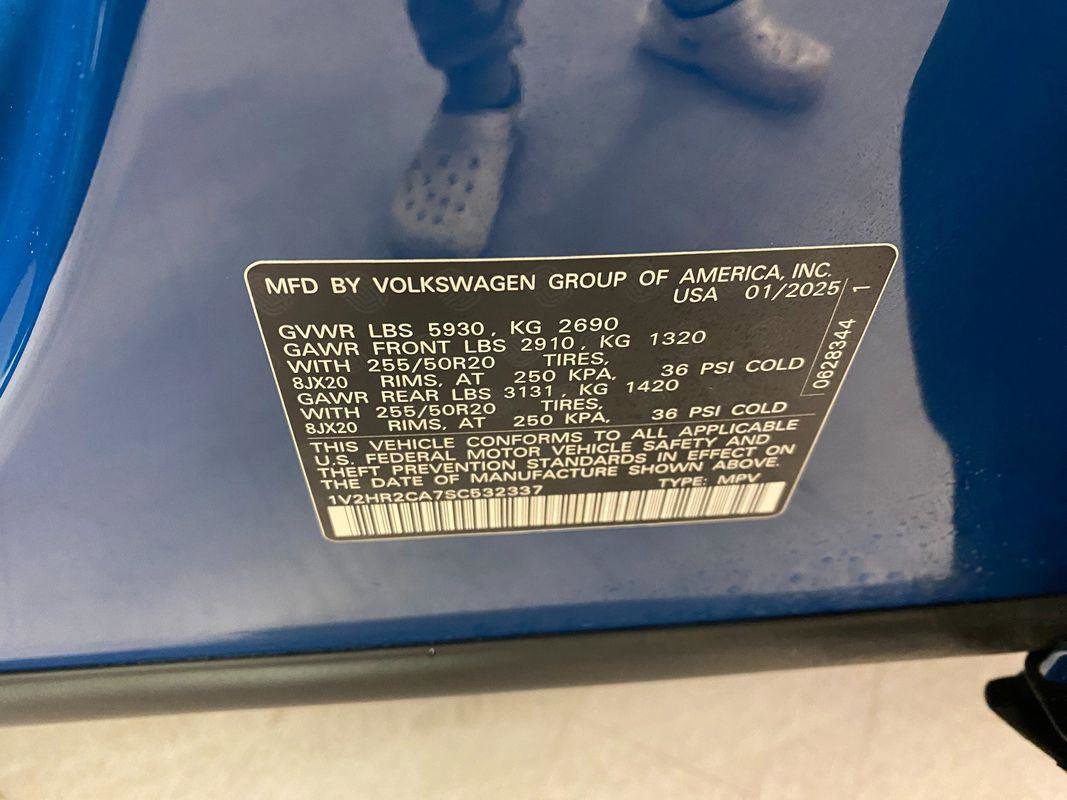 MFD BY VOLKSWAGEN GROUP OF AMERICA, INC.
USA 01/2025
GVWR LBS 5930, KG 2690
GAWR FRONT LBS 2910, KG 1320
WITH 255/50R20 TIRES,
8JX20 RIMS, AT 250 KPA, 36 PSI COLD
GAWR REAR LBS 3131, KG 1420
WITH 255/50R20 TIRES,
8JX20 RIMS, AT 250 KPA, 36 PSI COLD
THIS VEHICLE CONFORMS TO ALL APPLICABLE
U.S. FEDERAL MOTOR VEHICLE SAFETY AND
THEFT PREVENTION STANDARDS IN EFFECT ON
THE DATE OF MANUFACTURE SHOWN ABOVE.
1V2HR2CA7SC532337 TYPE: MPV
0628344 1